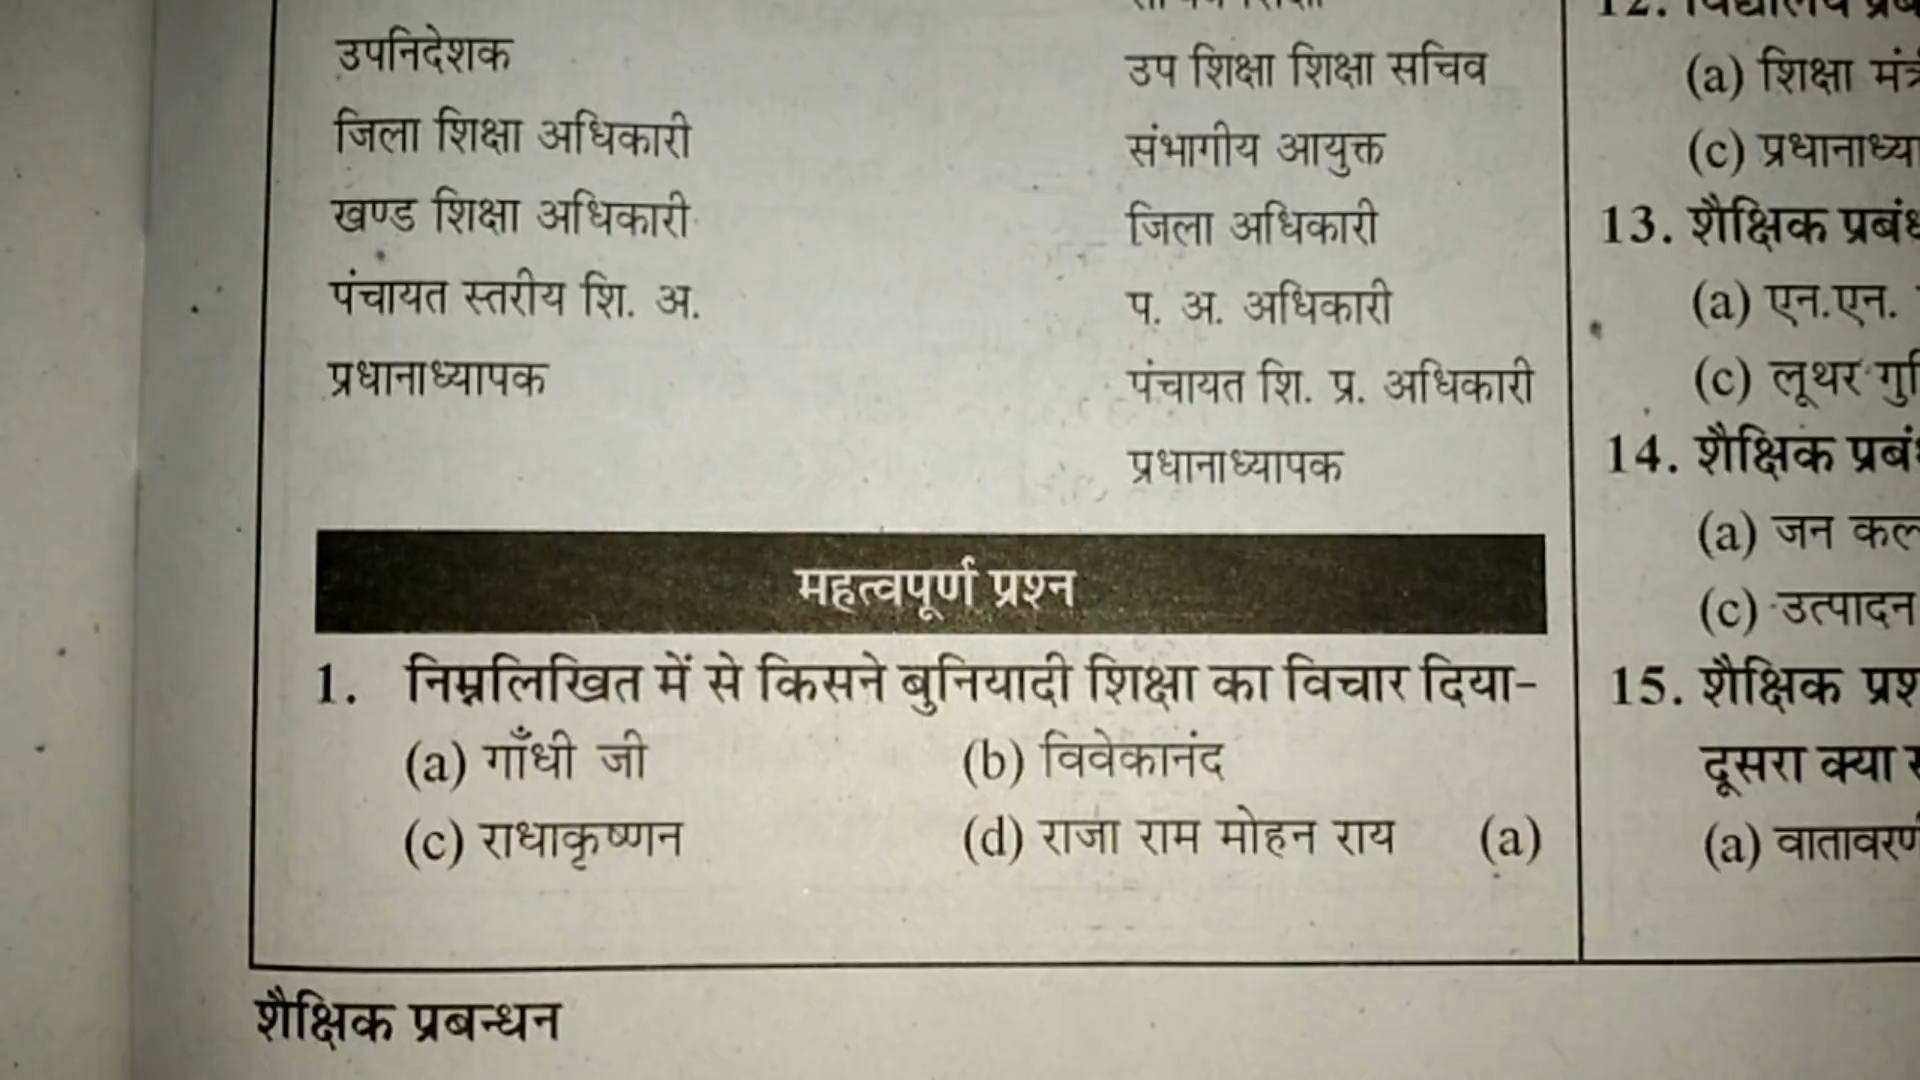 उपनिदेशक
उप शिक्षा शिक्षा सचिव
जिला शिक्षा अधिकारी
संभागीय आयुक्त
खण्ड शिक्षा अधिकारी
जिला अधिकारी
पंचायत स्तरीय शि. अ.
प. अ. अधिकारी
प्रधानाध्यापक
पंचायत शि. प्र. अधिकारी
प्रधानाध्यापक
महत्वपूर्ण प्रश्न
1. निम्नलिखित में से किसने बुनियादी शिक्षा का विचार दिया-
(a) गाँधी जी (b) विवेकानंद
(c) राधाकृष्णन (d) राजा राम मोहन राय (a)
शैक्षिक प्रबन्धन
12. विद्यालय
(a) शिक्षा
(c)
13. शैक्षिक
(a) एन.एन.
(c) लूथर
14. शैक्षिक
(a) जन
(c) उत्पादन
15. शैक्षिक
दूसरा क्या
(a)